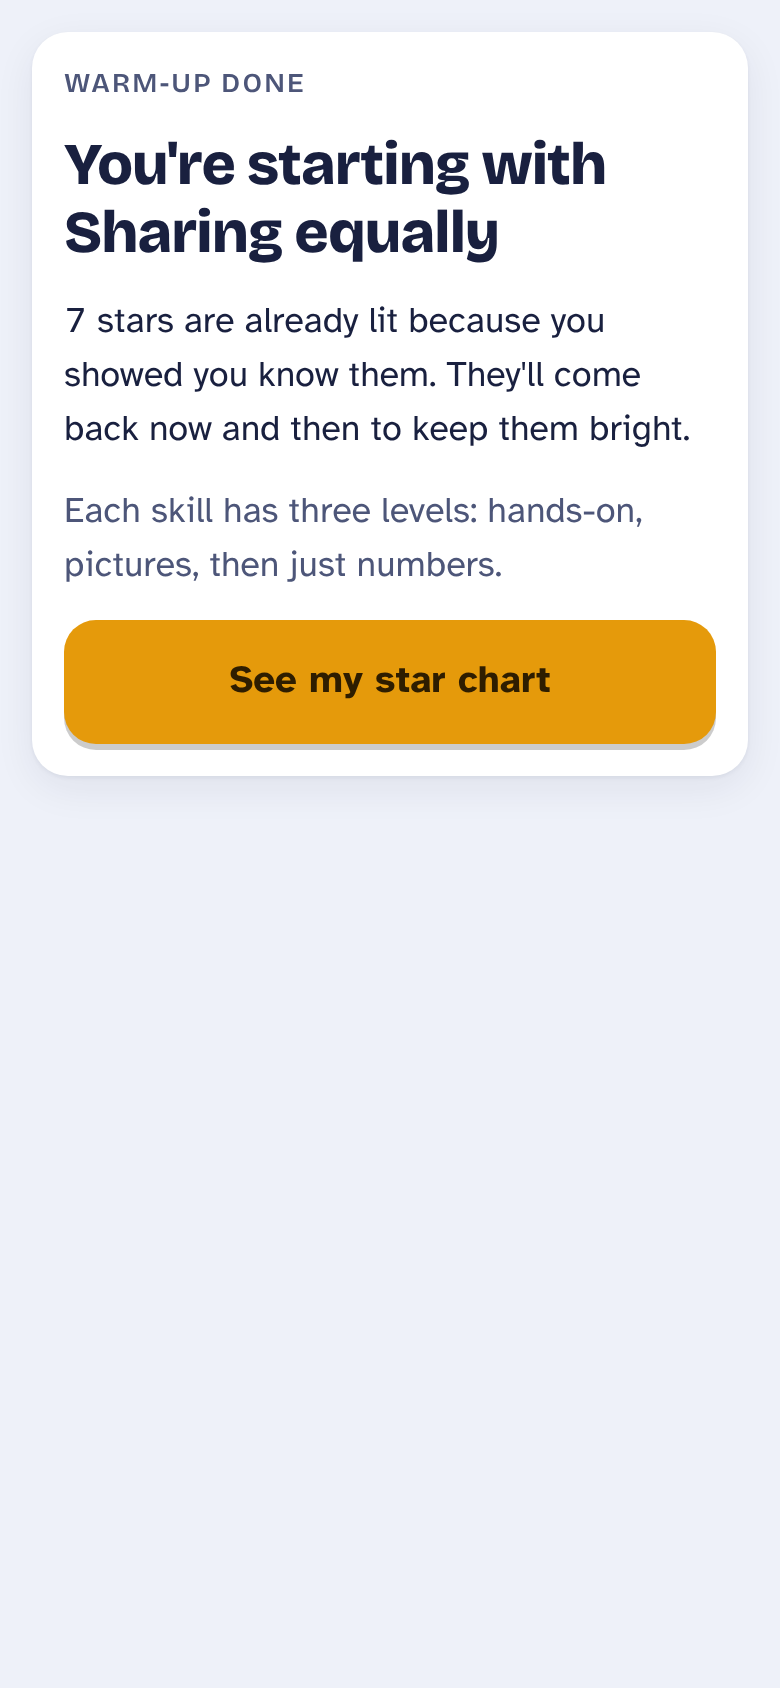 WARM-UP DONE
You're starting with
Sharing equally
7 stars are already lit because you
showed you know them. They'll come
back now and then to keep them bright.
Each skill has three levels: hands-on,
pictures, then just numbers.
See my star chart